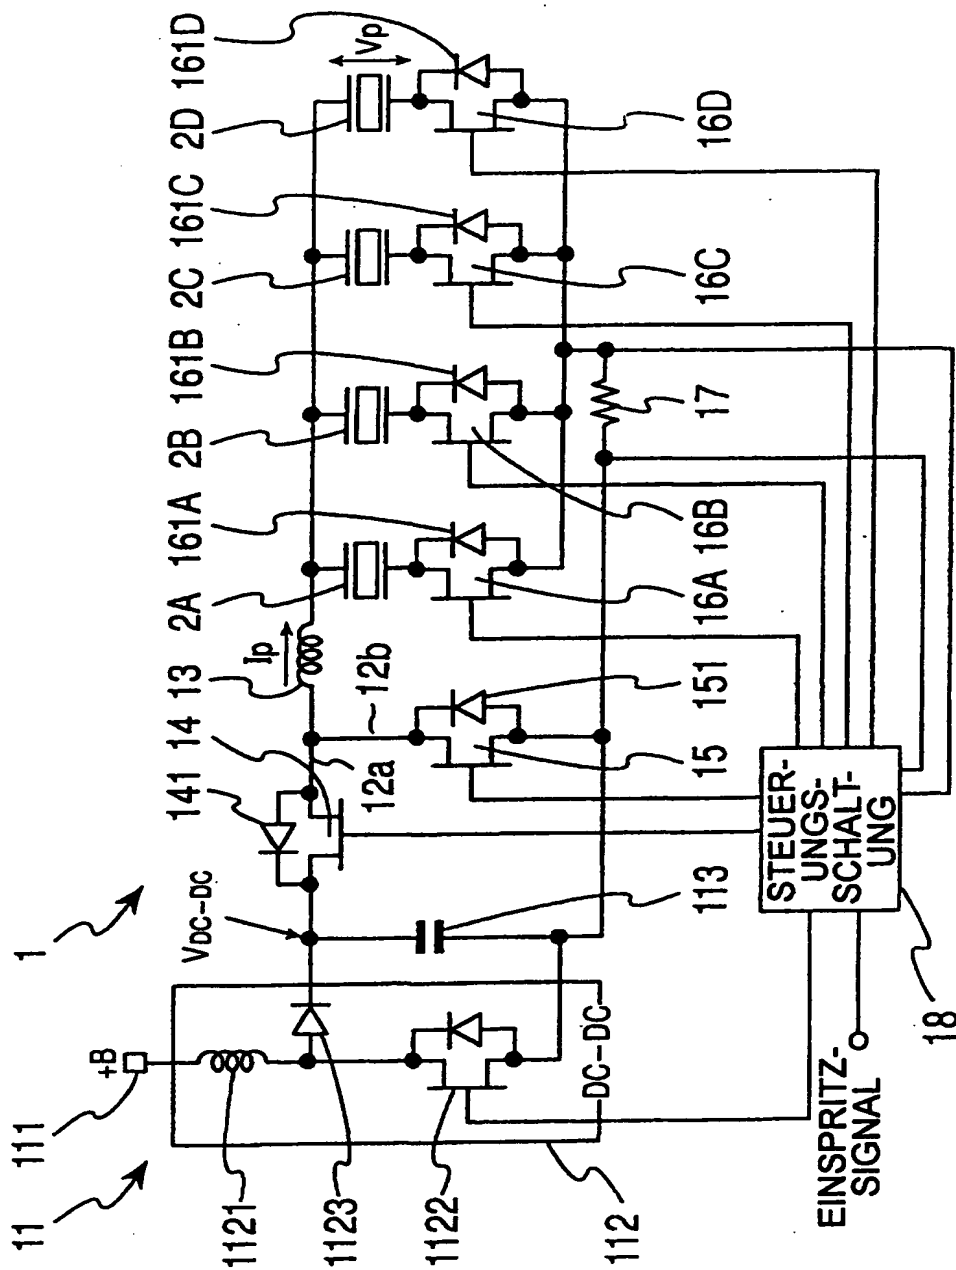 1
11
111
+B
1121
1123
1122
112
DC-DC
VDC-DC
113
141
14
13
Ip
12a
12b
15
151
2A
161A
16A
2B
161B
16B
2C
161C
16C
2D
161D
16D
Vp
17
STEUER-
UNGS-
SCHALT-
UNG
18
EINSPRITZ-
SIGNAL